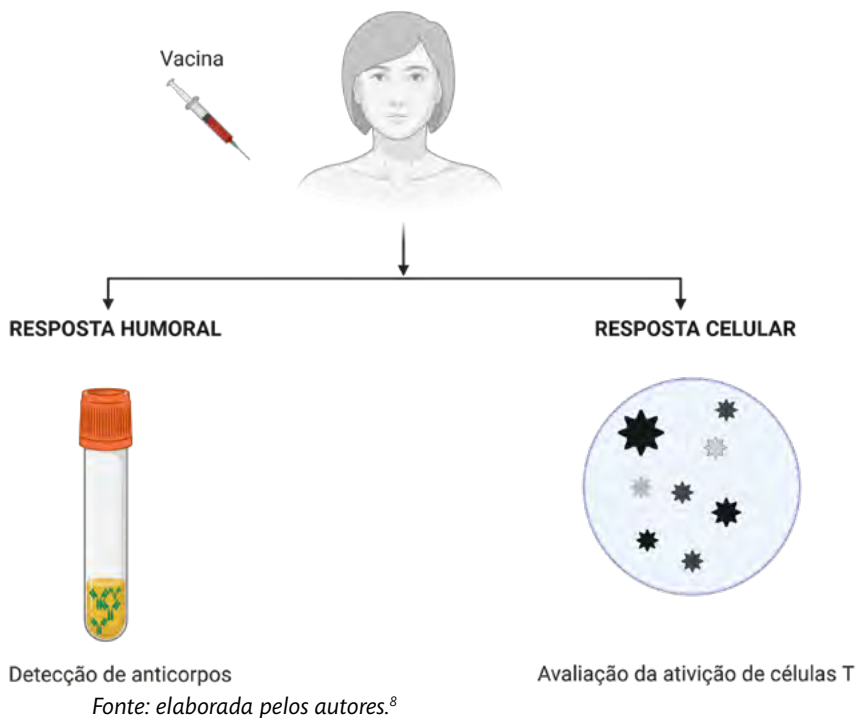 Vacina
RESPOSTA HUMORAL
RESPOSTA CELULAR
Detecção de anticorpos
Avaliação da ativição de células T
Fonte: elaborada pelos autores.⁸